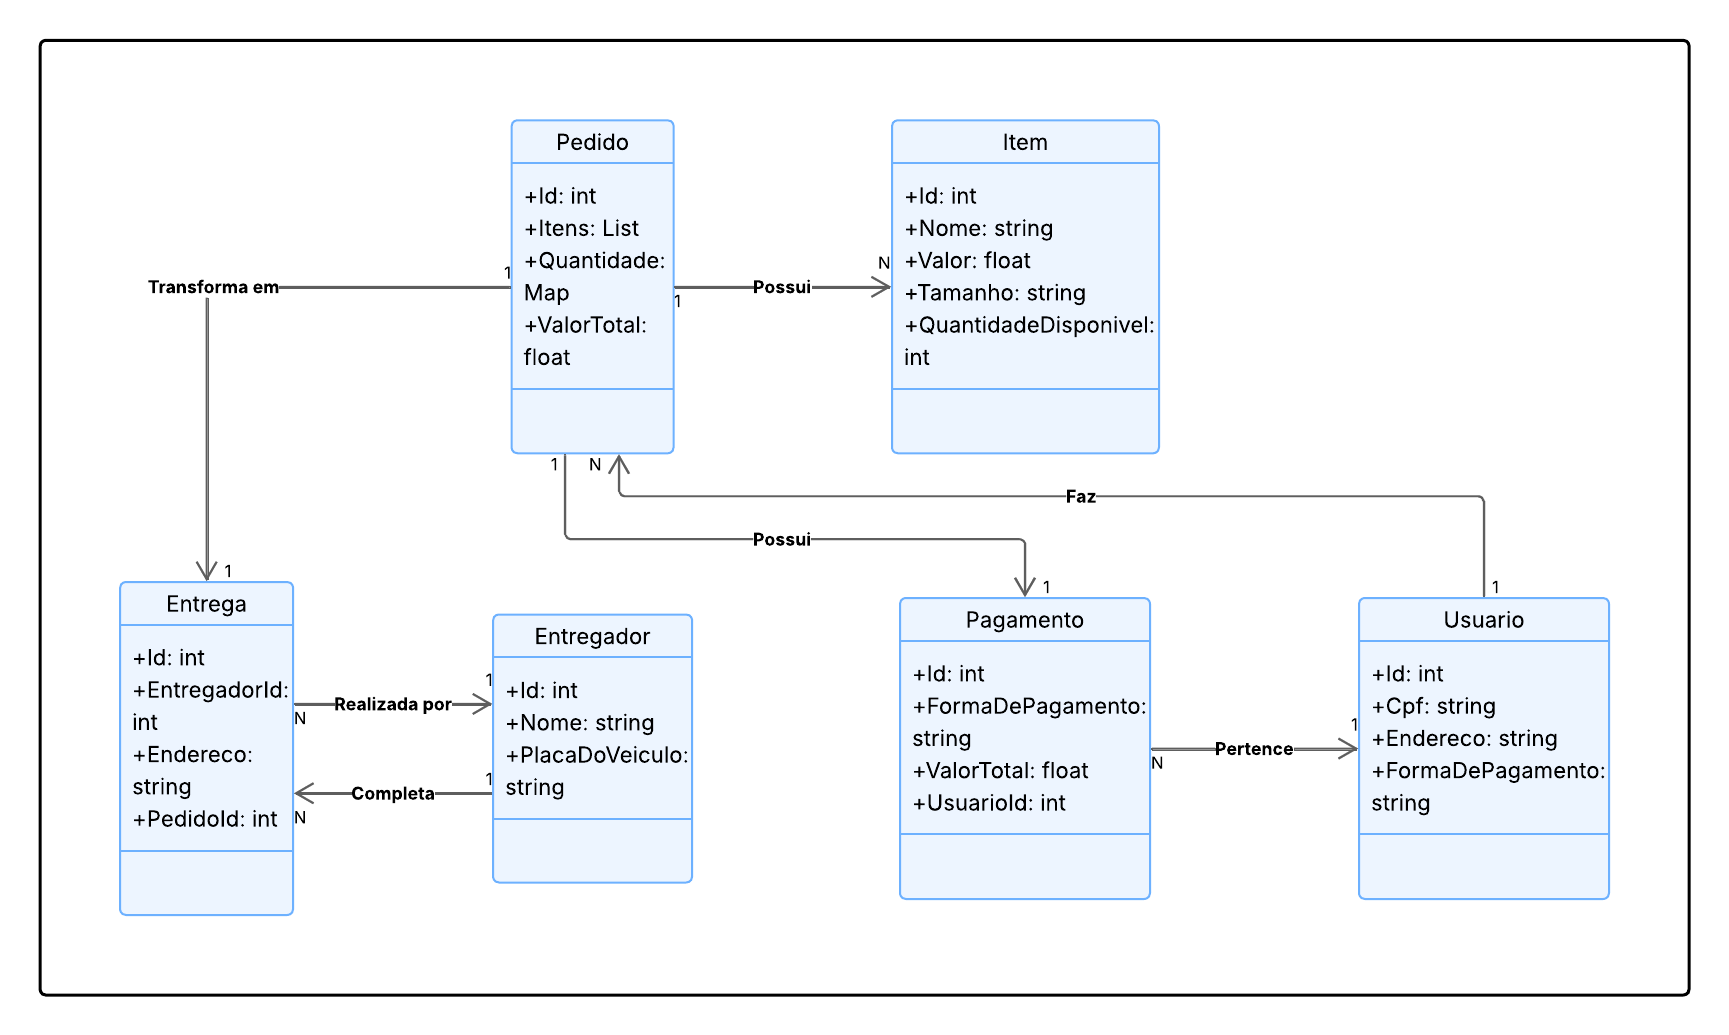 Pedido
+Id: int
+Itens: List
+Quantidade:
Map
+ValorTotal:
float
Item
+Id: int
+Nome: string
+Valor: float
+Tamanho: string
+QuantidadeDisponivel:
int
1
Transforma em
1
1
Possui
N
1
N
Faz
1
Possui
1
Entrega
+Id: int
+EntregadorId:
int
+Endereco:
string
+PedidoId: int
N
Realizada por
1
1
Completa
N
Entregador
+Id: int
+Nome: string
+PlacaDoVeiculo:
string
Pagamento
+Id: int
+FormaDePagamento:
string
+ValorTotal: float
+UsuarioId: int
N
Pertence
1
Usuario
+Id: int
+Cpf: string
+Endereco: string
+FormaDePagamento:
string